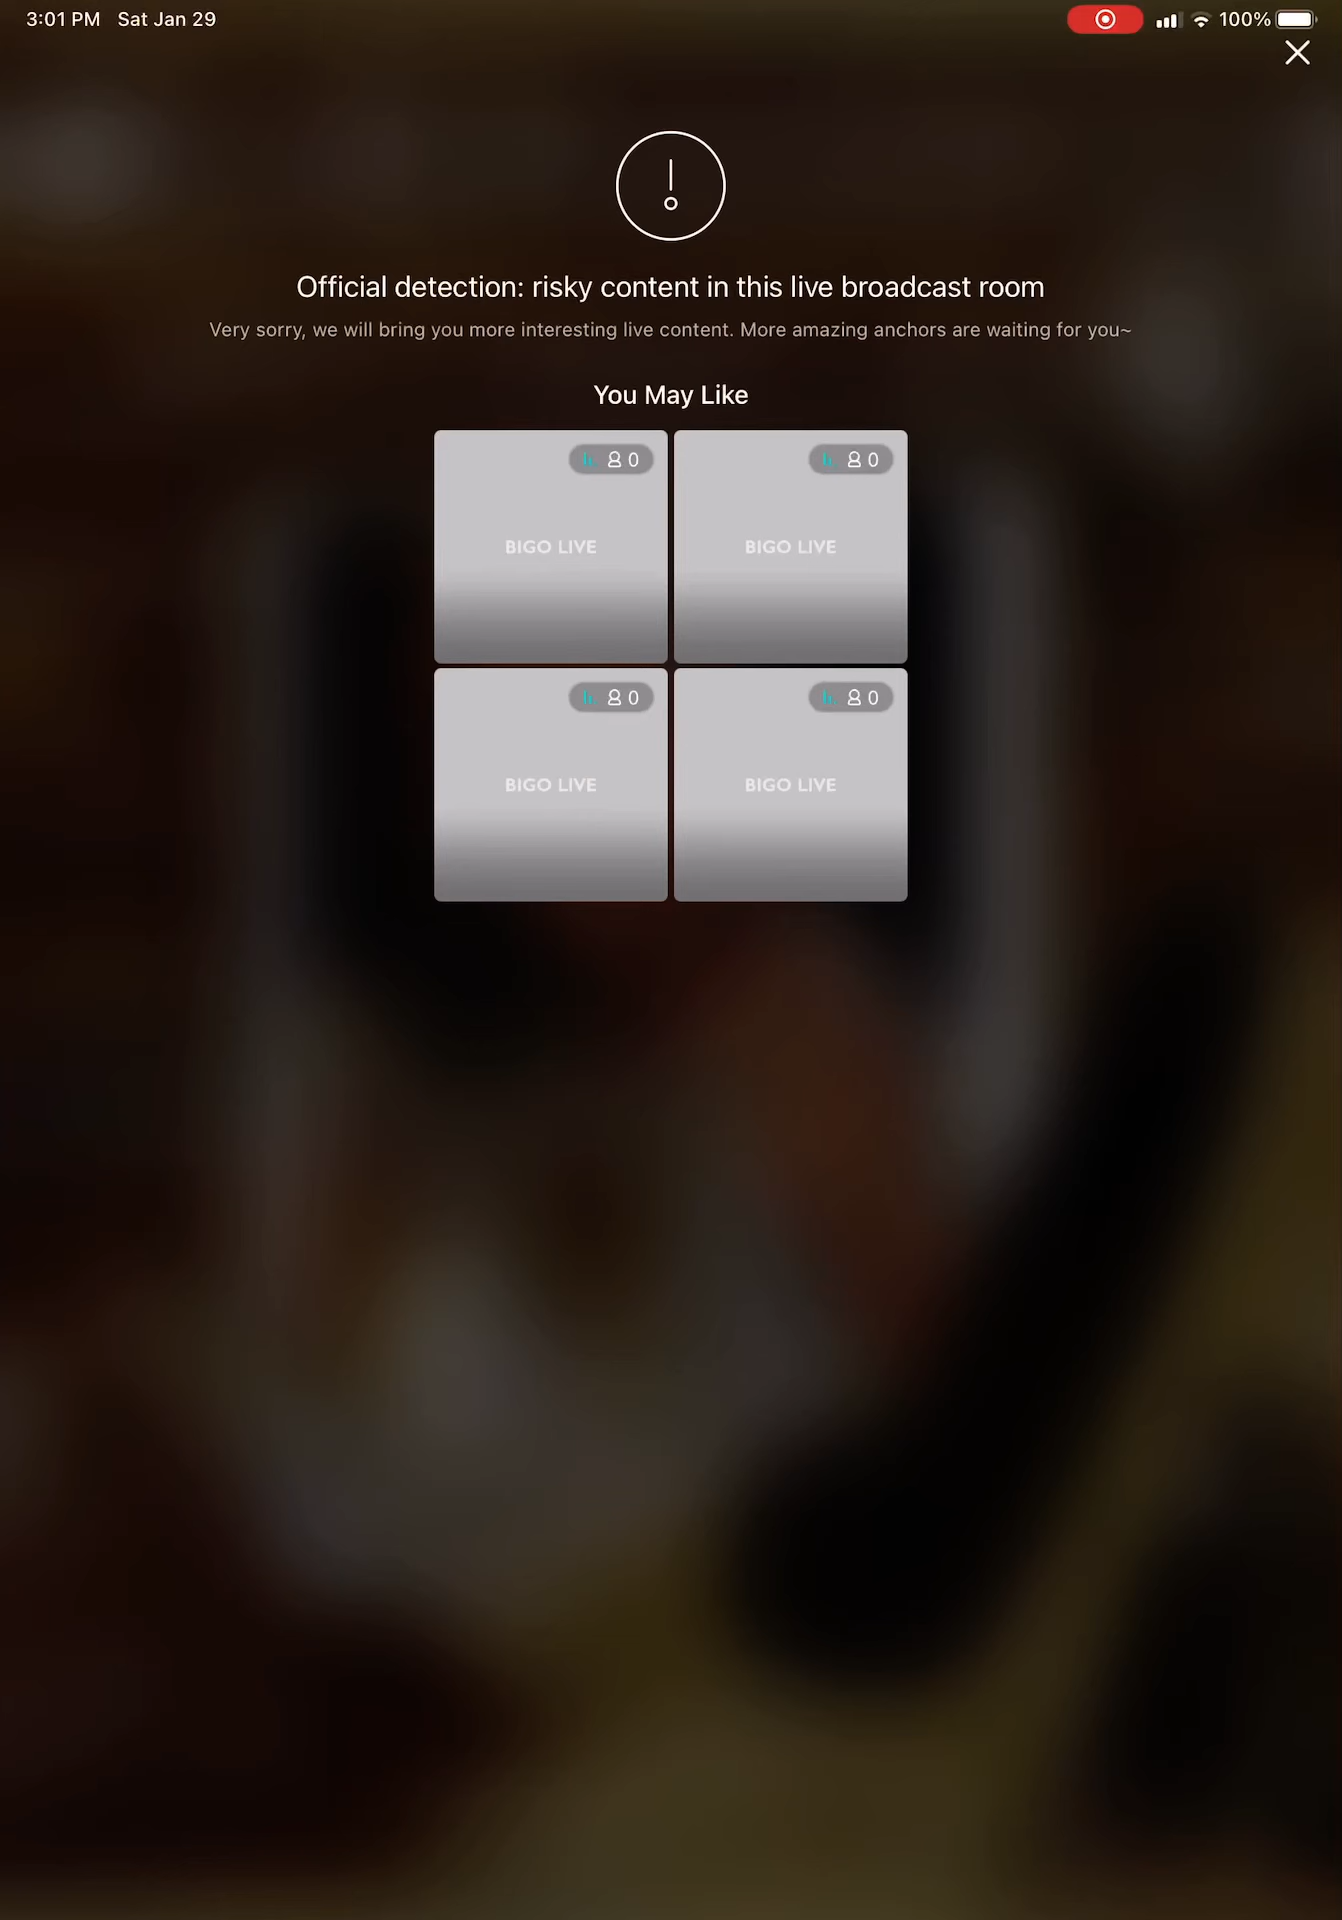 3:01 PM Sat Jan 29 100%
Official detection: risky content in this live broadcast room
Very sorry, we will bring you more interesting live content. More amazing anchors are waiting for you~
You May Like
0 0
BIGO LIVE BIGO LIVE
0 0
BIGO LIVE BIGO LIVE